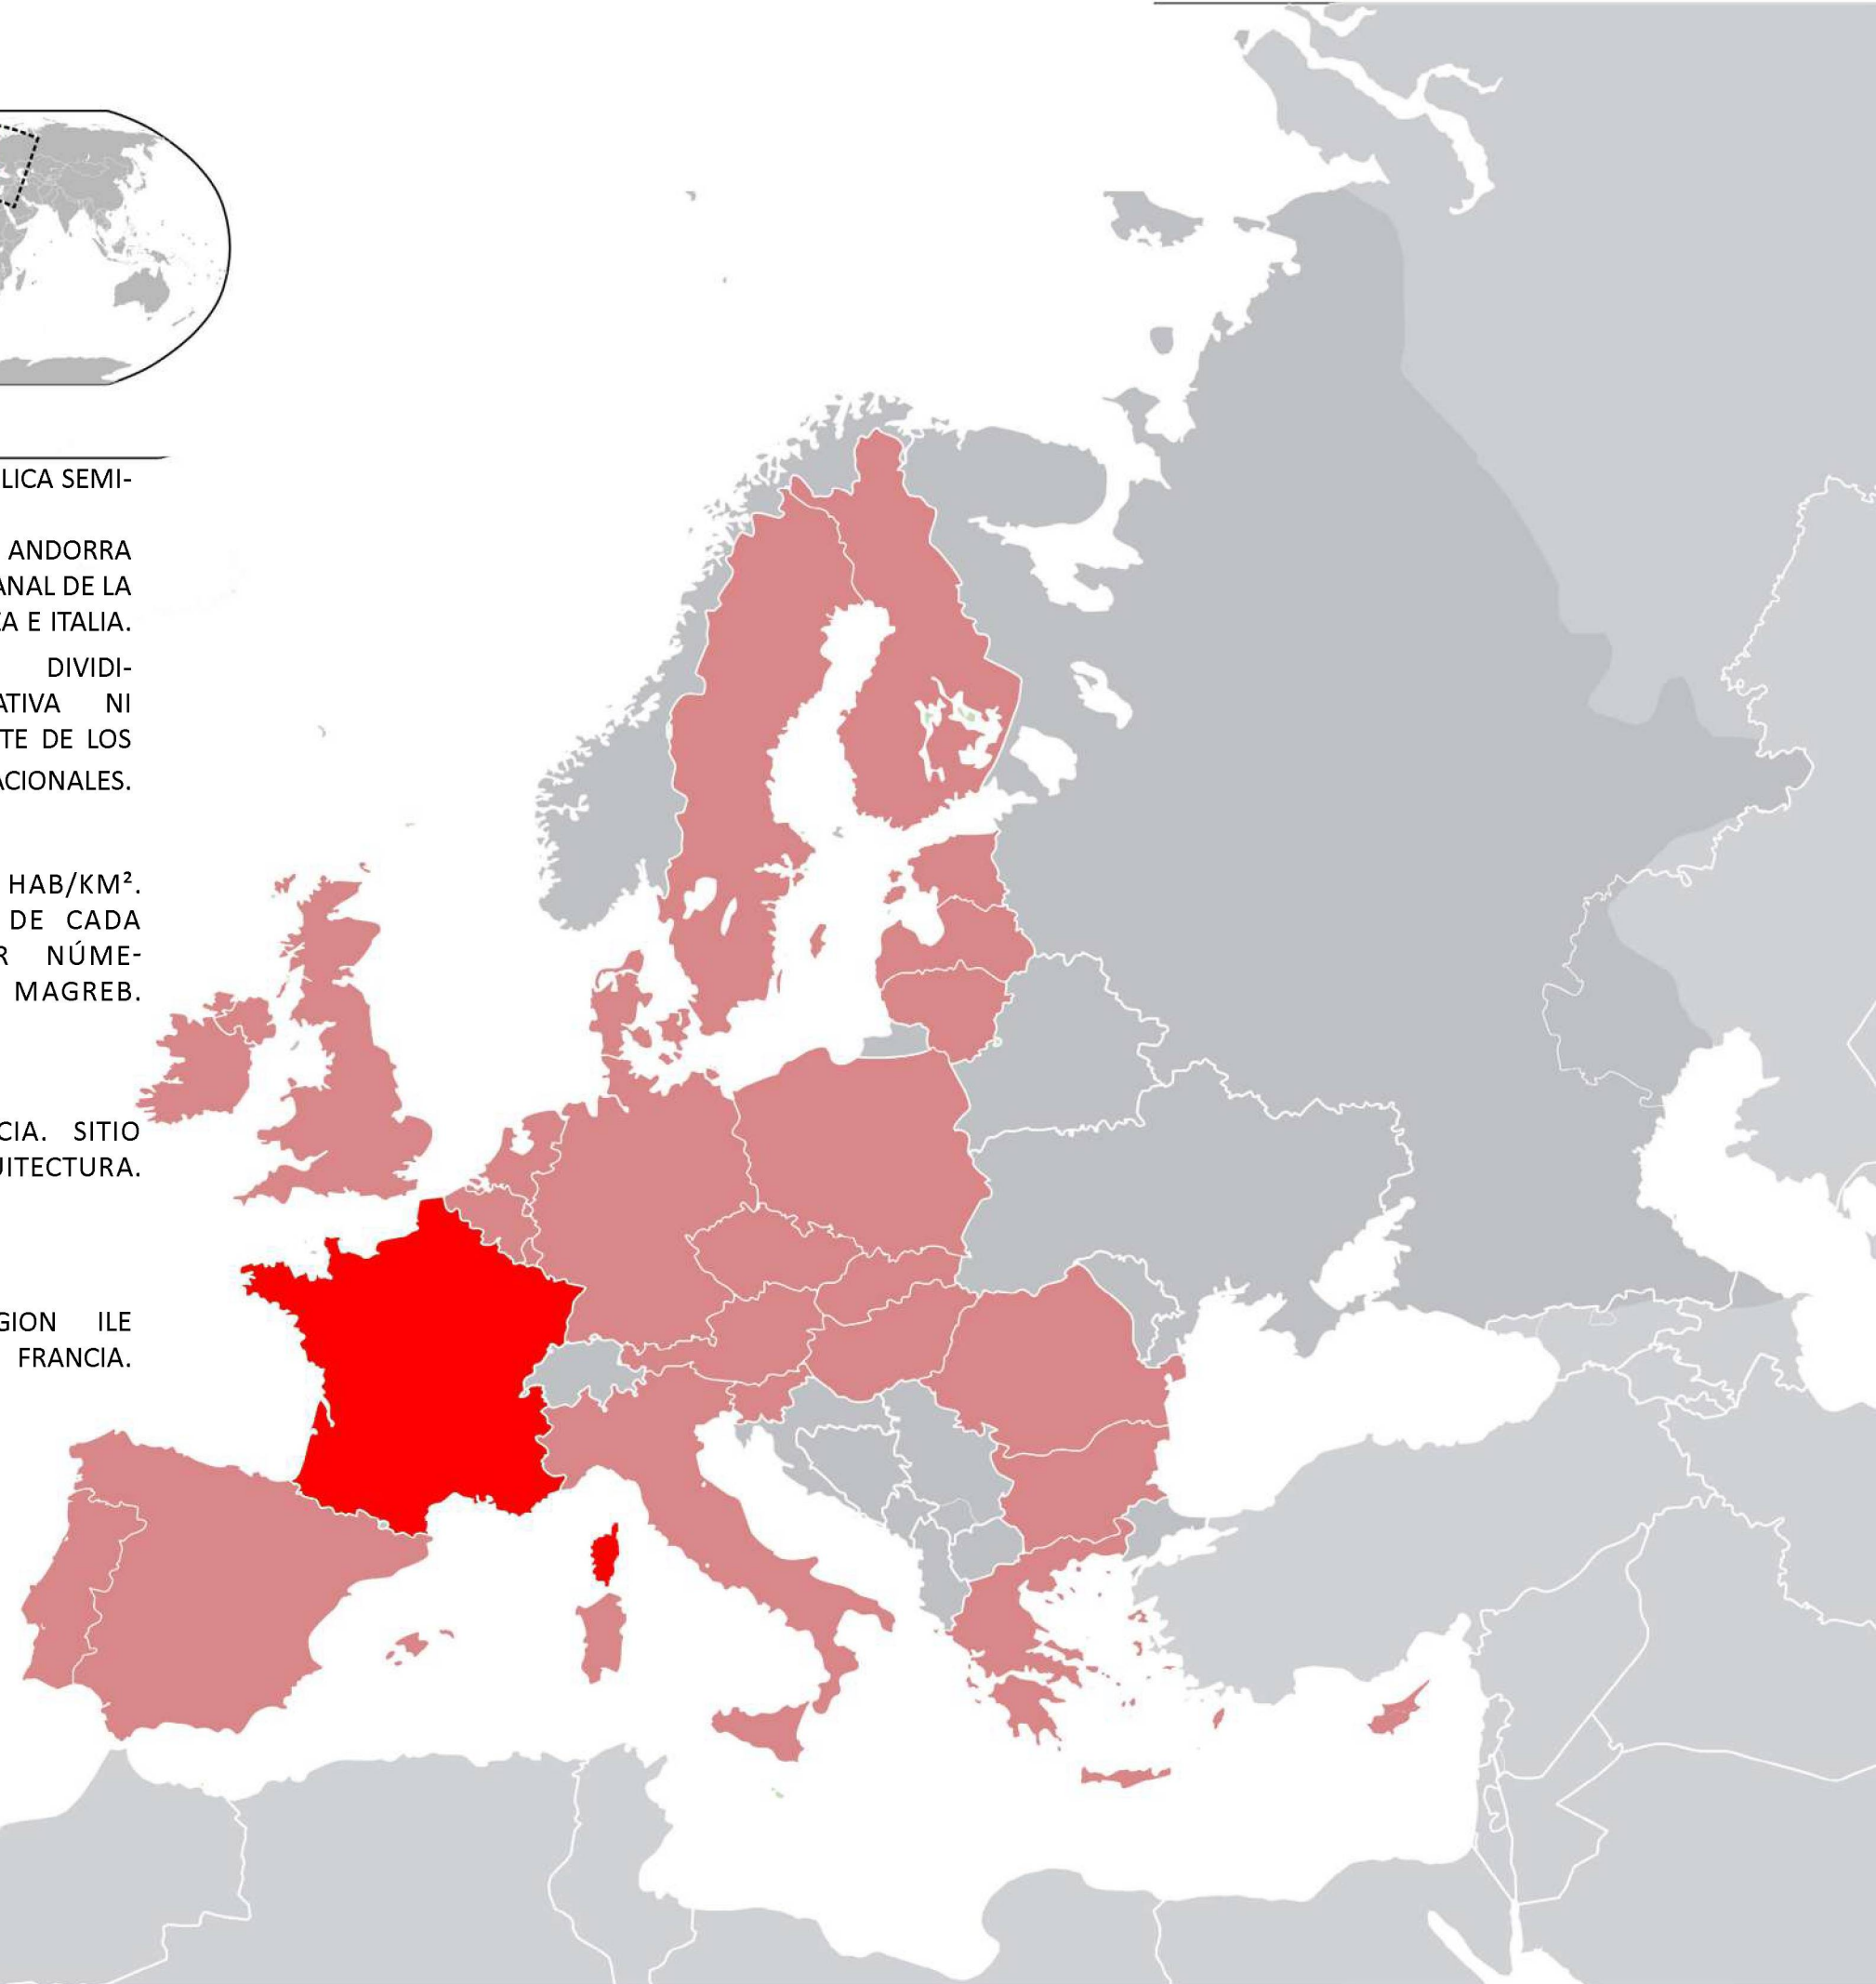 LICA SEMI-
ANDORRA
ANAL DE LA
ZA E ITALIA.
DIVIDI-
ATIVA NI
TE DE LOS
ACIONALES.
HAB/KM².
DE CADA
R NÚME-
MAGREB.
CIA. SITIO
UITECTURA.
GION ILE
FRANCIA.